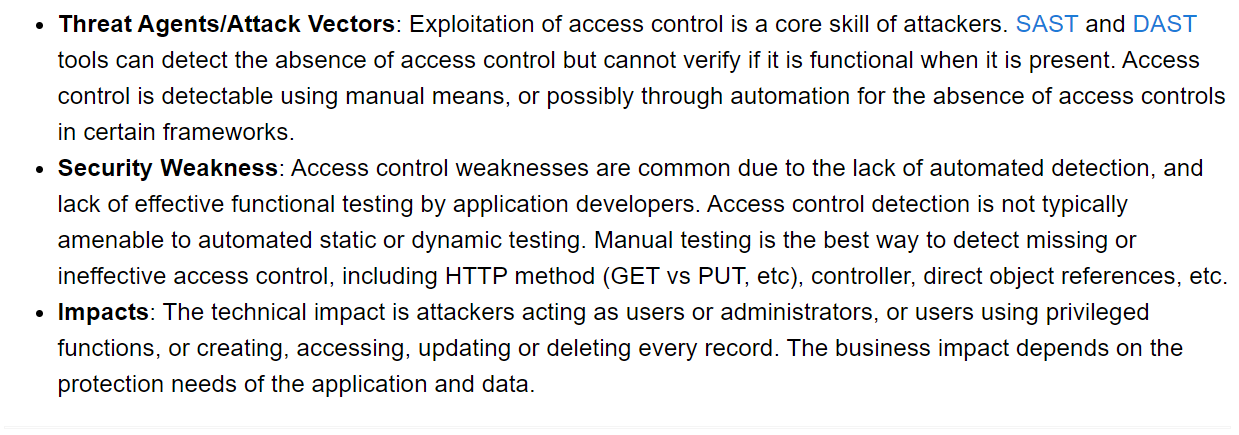 • Threat Agents/Attack Vectors: Exploitation of access control is a core skill of attackers. SAST and DAST
tools can detect the absence of access control but cannot verify if it is functional when it is present. Access
control is detectable using manual means, or possibly through automation for the absence of access controls
in certain frameworks.
• Security Weakness: Access control weaknesses are common due to the lack of automated detection, and
lack of effective functional testing by application developers. Access control detection is not typically
amenable to automated static or dynamic testing. Manual testing is the best way to detect missing or
ineffective access control, including HTTP method (GET vs PUT, etc), controller, direct object references, etc.
• Impacts: The technical impact is attackers acting as users or administrators, or users using privileged
functions, or creating, accessing, updating or deleting every record. The business impact depends on the
protection needs of the application and data.